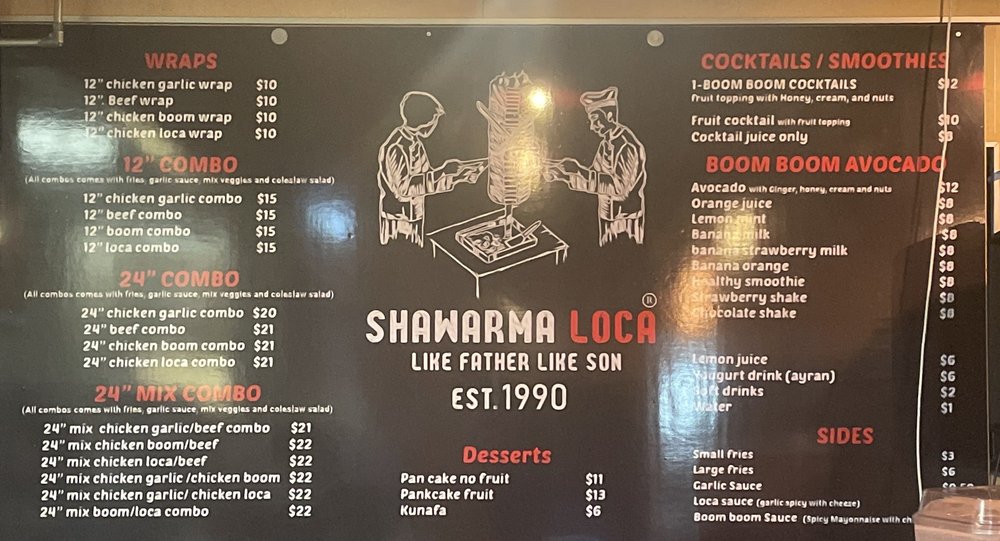 WRAPS
12" chicken garlic wrap $10
12". Beef wrap $10
12" chicken boom wrap $10
12" chicken loca wrap $10
12" COMBO
(All combos comes with fries, garlic sauce, mix veggies and coleslaw salad)
12" chicken garlic combo $15
12" beef combo $15
12" boom combo $15
12" loca combo $15
24" COMBO
(All combos comes with fries, garlic sauce, mix veggies and coleslaw salad)
24" chicken garlic combo $20
24" beef combo $21
24" chicken boom combo $21
24" chicken loca combo $21
24" MIX COMBO
(All combos comes with fries, garlic sauce, mix veggies and coleslaw salad)
24" mix chicken garlic/beef combo $21
24" mix chicken boom/beef $22
24" mix chicken loca/beef $22
24" mix chicken garlic /chicken boom $22
24" mix chicken garlic/ chicken loca $22
24" mix boom/loca combo $22
®
SHAWARMA LOCA
LIKE FATHER LIKE SON
EST.1990
Desserts
Pan cake no fruit $11
Pankcake fruit $13
Kunafa $6
COCKTAILS / SMOOTHIES
1-BOOM BOOM COCKTAILS $12
fruit topping with Honey, cream, and nuts
Fruit cocktail with fruit topping $10
Cocktail juice only $8
BOOM BOOM AVOCADO
Avocado with Ginger, honey, cream and nuts $12
Orange juice $8
Lemon mint $8
Banana milk $8
banana strawberry milk $8
Banana orange $8
Healthy smoothie $8
Strawberry shake $8
Chocolate shake $8
Lemon juice $6
Yougurt drink (ayran) $6
Soft drinks $2
Water $1
SIDES
Small fries $3
Large fries $6
Garlic Sauce
Loca sauce (garlic spicy with cheese)
Boom boom Sauce (Spicy Mayonnaise with